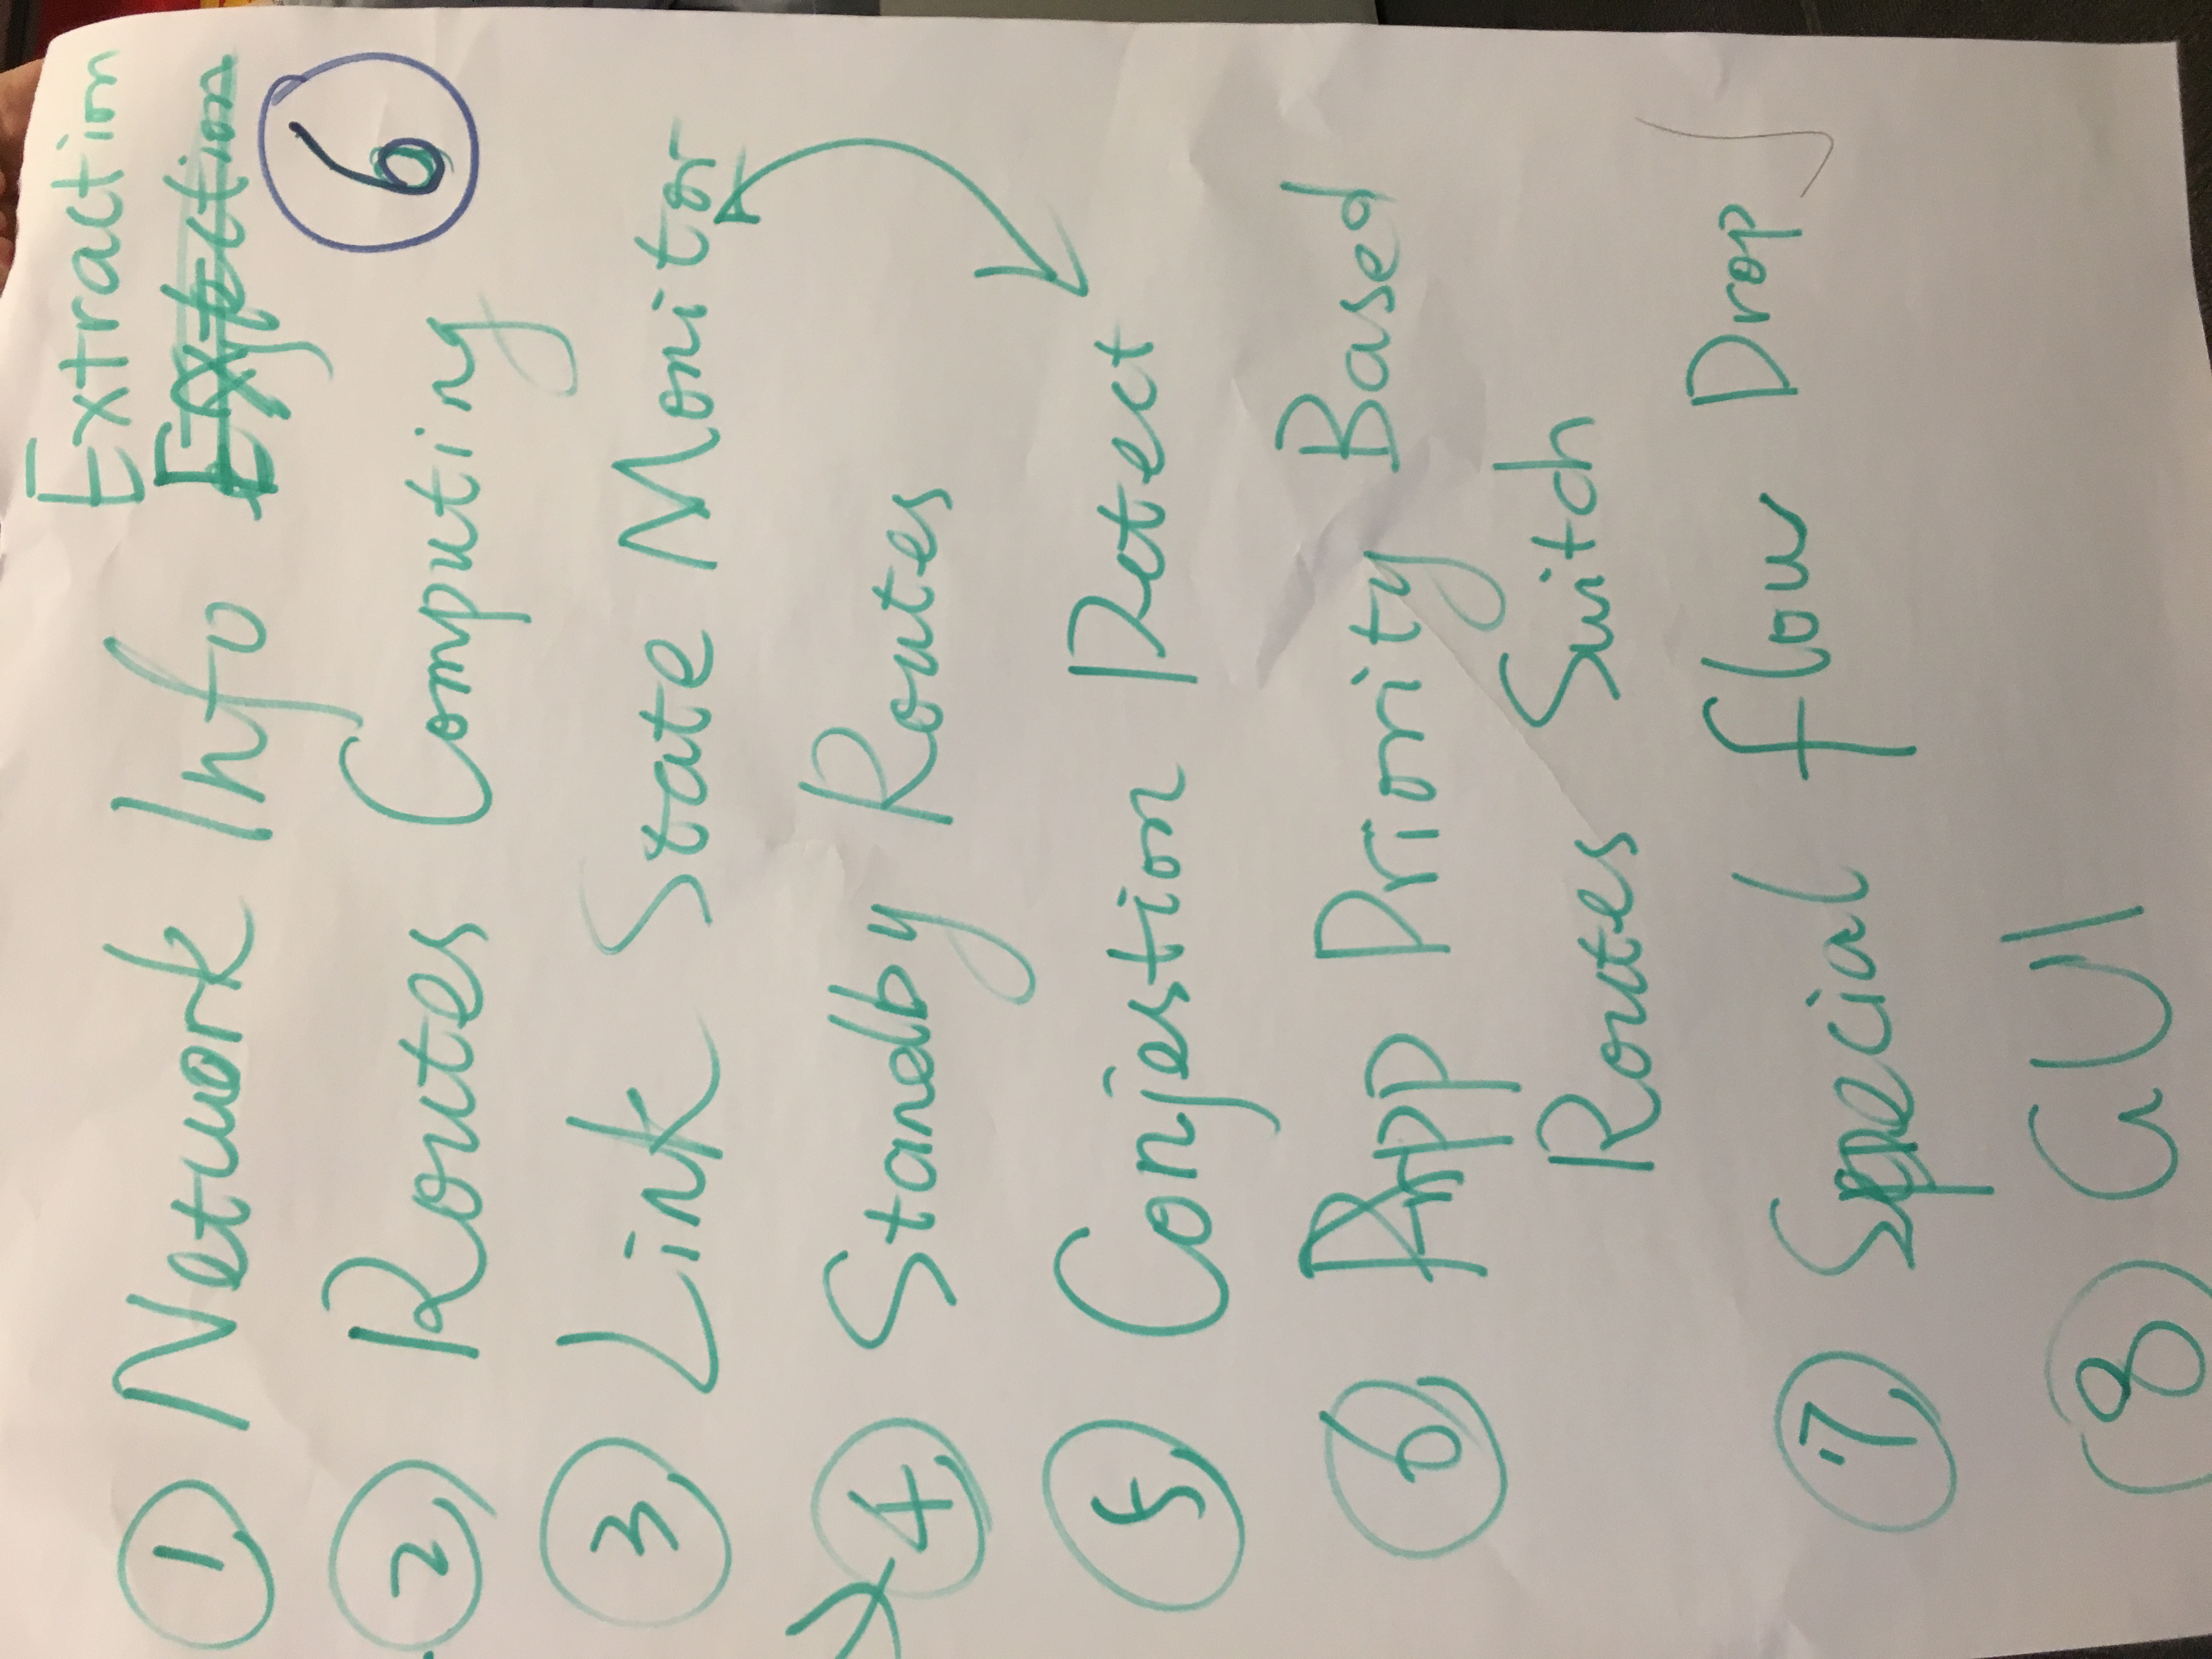 Extraction
1, Network Info
6
2, Routes Computing
3, Link State Monitor
4, Standby Routes
5, Conjestion Detect
6, App Priority Based
Routes Switch
7, Special flow Drop
8 GUI